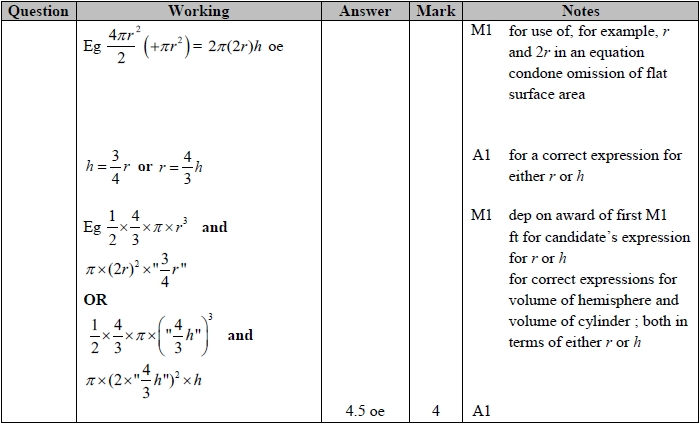 Question Working Answer Mark Notes
Eg 4πr²/2 (+πr²) = 2π(2r)h oe
M1 for use of, for example, r
and 2r in an equation
condone omission of flat
surface area
h = 3/4 r or r = 4/3 h
A1 for a correct expression for
either r or h
Eg 1/2 × 4/3 × π × r³ and
π × (2r)² × "3/4 r"
OR
1/2 × 4/3 × π × ("4/3 h")³ and
π × (2 × "4/3 h")² × h
M1 dep on award of first M1
ft for candidate's expression
for r or h
for correct expressions for
volume of hemisphere and
volume of cylinder ; both in
terms of either r or h
4.5 oe 4 A1